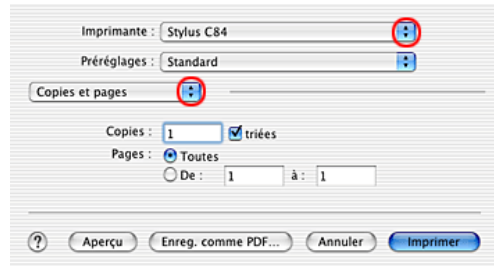 Imprimante : Stylus C84
Préréglages : Standard
Copies et pages
Copies : 1 triées
Pages : Toutes
De : 1 à : 1
? Aperçu Enreg. comme PDF... Annuler Imprimer